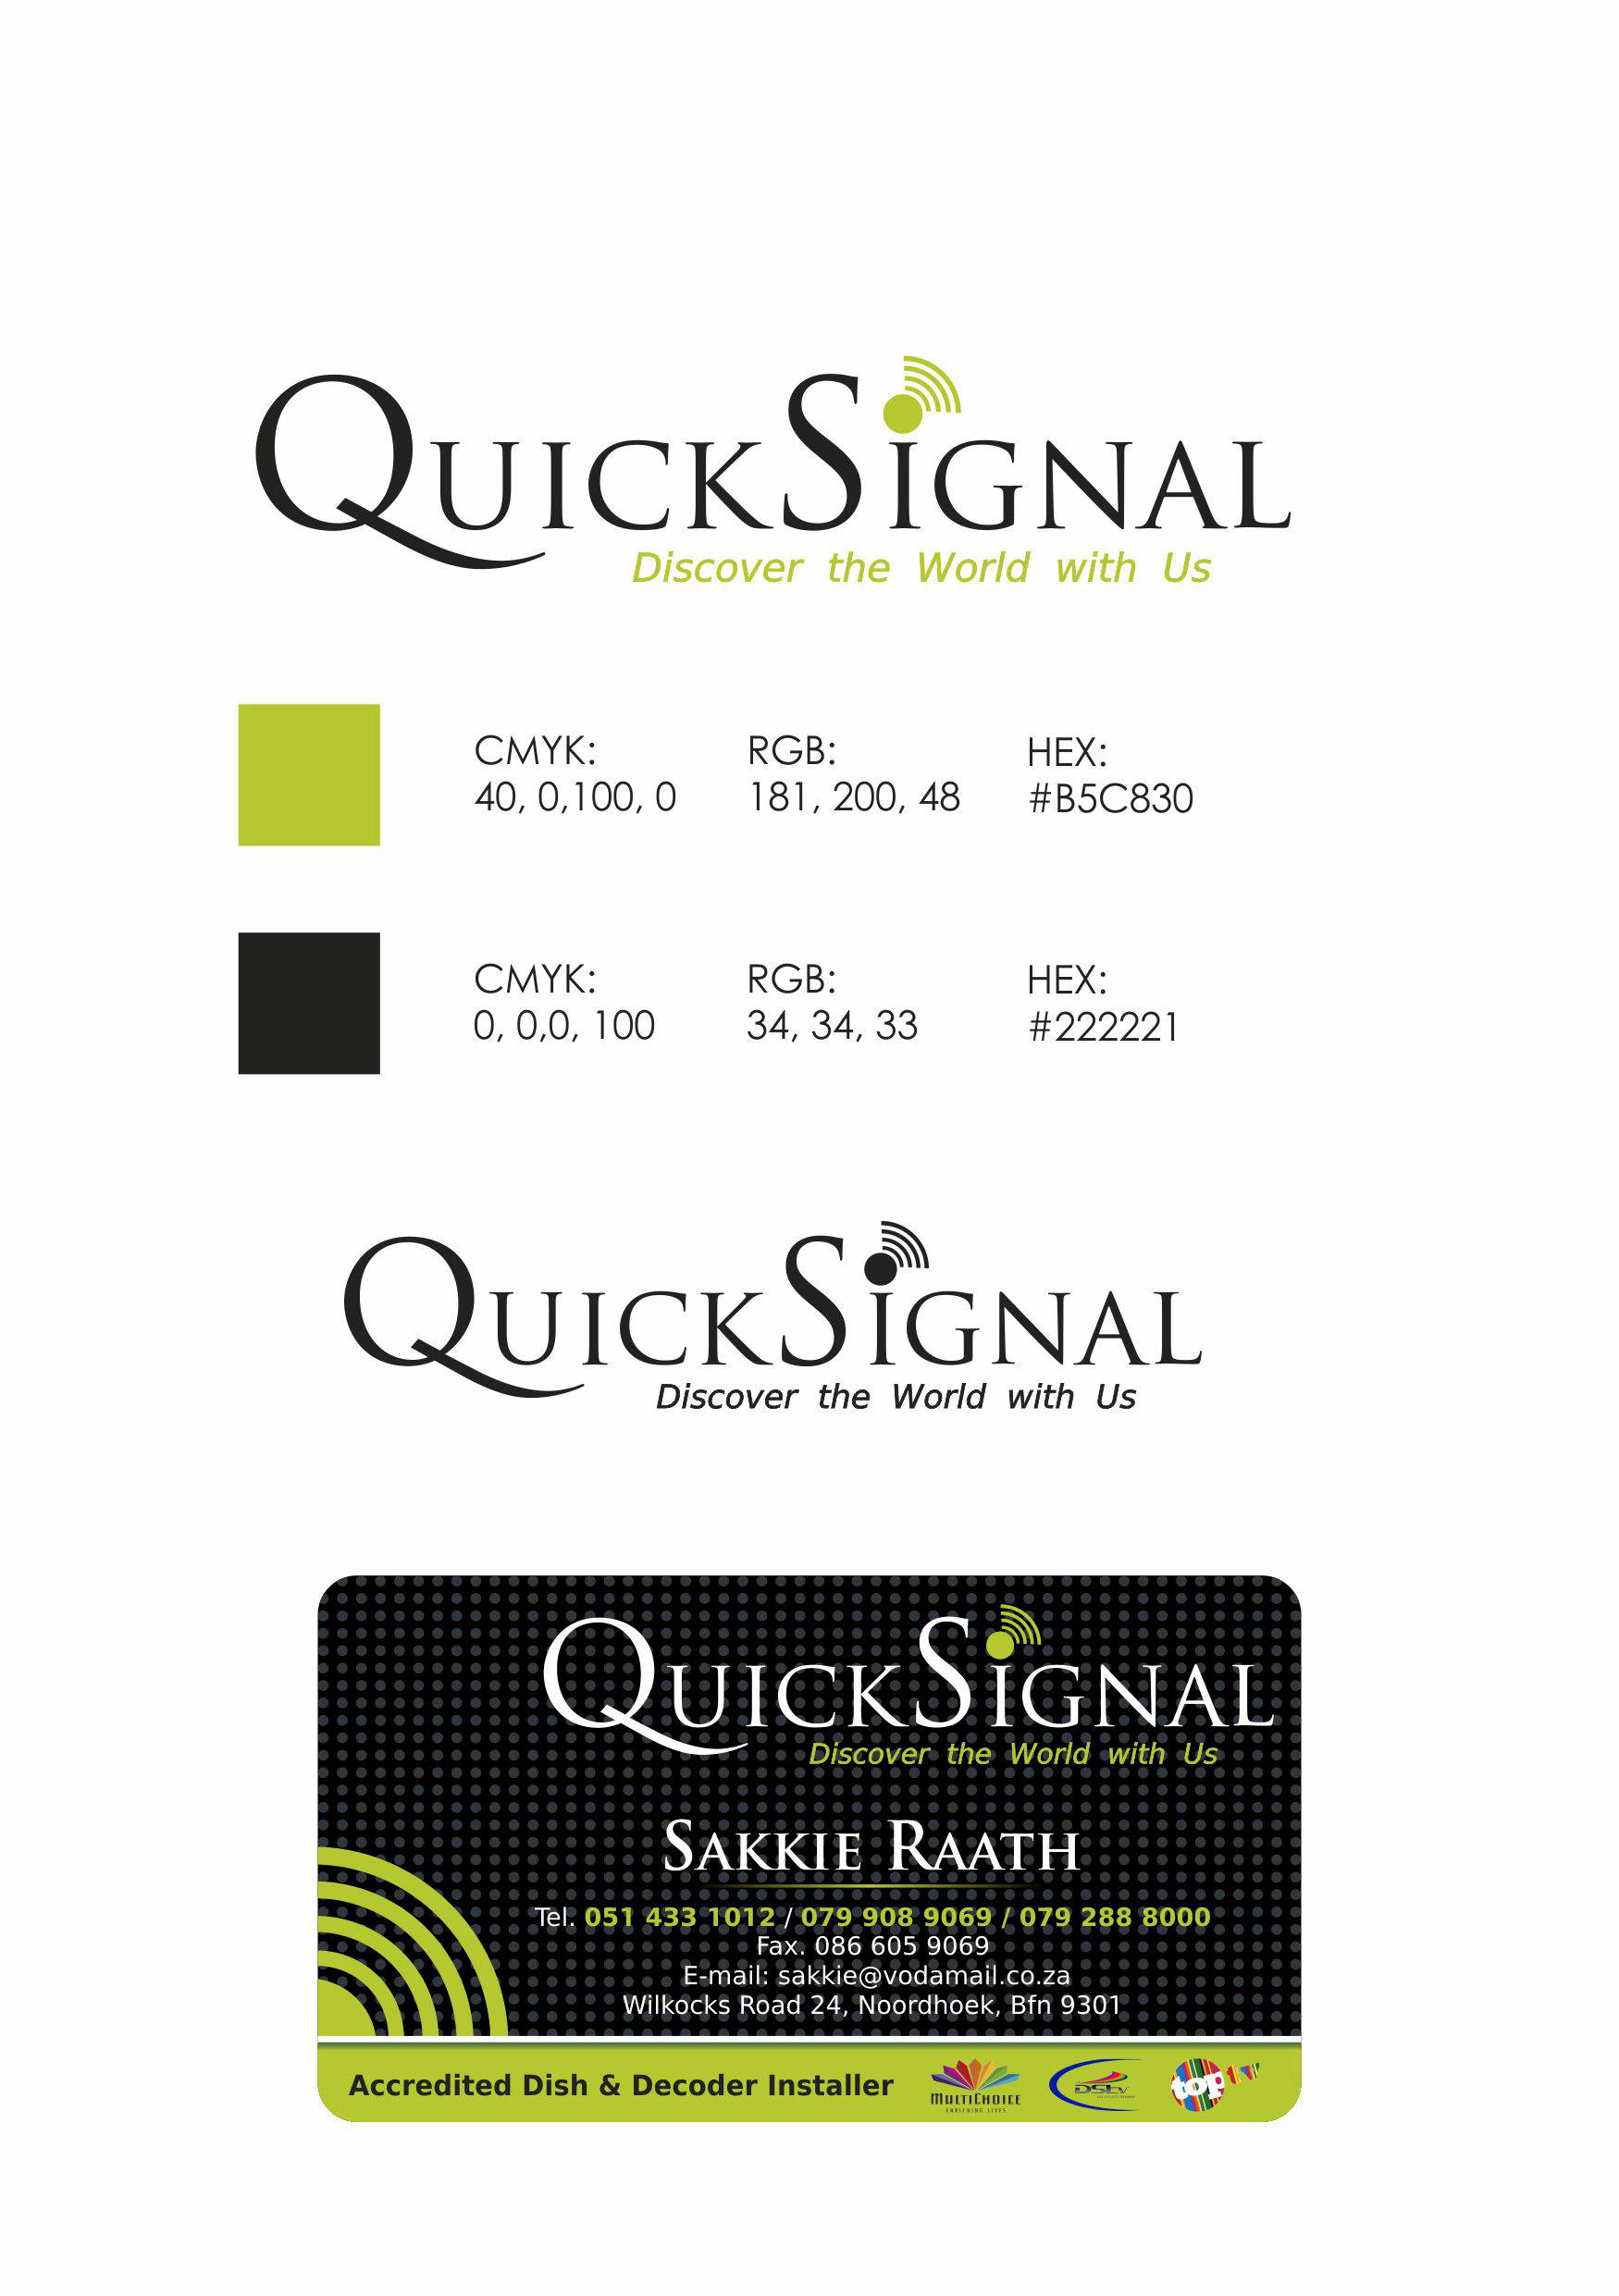 QUICKSIGNAL
Discover the World with Us
CMYK:
40, 0,100, 0
RGB:
181, 200, 48
HEX:
#B5C830
CMYK:
0, 0,0, 100
RGB:
34, 34, 33
HEX:
#222221
QUICKSIGNAL
Discover the World with Us
QUICKSIGNAL
Discover the World with Us
SAKKIE RAATH
Tel. 051 433 1012 / 079 908 9069 / 079 288 8000
Fax. 086 605 9069
E-mail: sakkie@vodamail.co.za
Wilkocks Road 24, Noordhoek, Bfn 9301
Accredited Dish & Decoder Installer
MULTICHOICE
ENRICHING LIVES
DStv
top tv